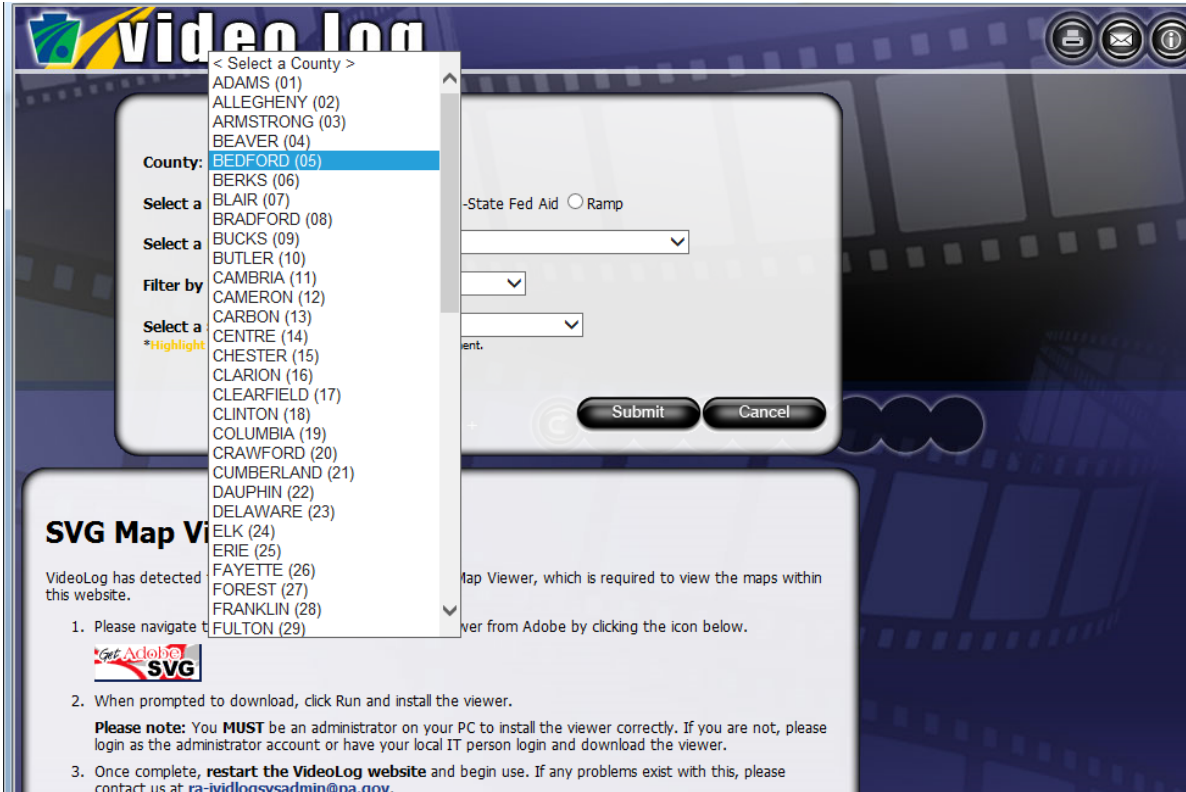 video log
County:
< Select a County >
ADAMS (01)
ALLEGHENY (02)
ARMSTRONG (03)
BEAVER (04)
BEDFORD (05)
BERKS (06)
BLAIR (07)
BRADFORD (08)
BUCKS (09)
BUTLER (10)
CAMBRIA (11)
CAMERON (12)
CARBON (13)
CENTRE (14)
CHESTER (15)
CLARION (16)
CLEARFIELD (17)
CLINTON (18)
COLUMBIA (19)
CRAWFORD (20)
CUMBERLAND (21)
DAUPHIN (22)
DELAWARE (23)
ELK (24)
ERIE (25)
FAYETTE (26)
FOREST (27)
FRANKLIN (28)
FULTON (29)
Select a -State Fed Aid Ramp
Select a
Filter by
Select a
*Highlight ent.
Submit Cancel
SVG Map Vi
VideoLog has detected Map Viewer, which is required to view the maps within
this website.
1. Please navigate t wer from Adobe by clicking the icon below.
Get Adobe
SVG
2. When prompted to download, click Run and install the viewer.
Please note: You MUST be an administrator on your PC to install the viewer correctly. If you are not, please
login as the administrator account or have your local IT person login and download the viewer.
3. Once complete, restart the VideoLog website and begin use. If any problems exist with this, please
contact us at ra-ividlogsysadmin@pa.gov.